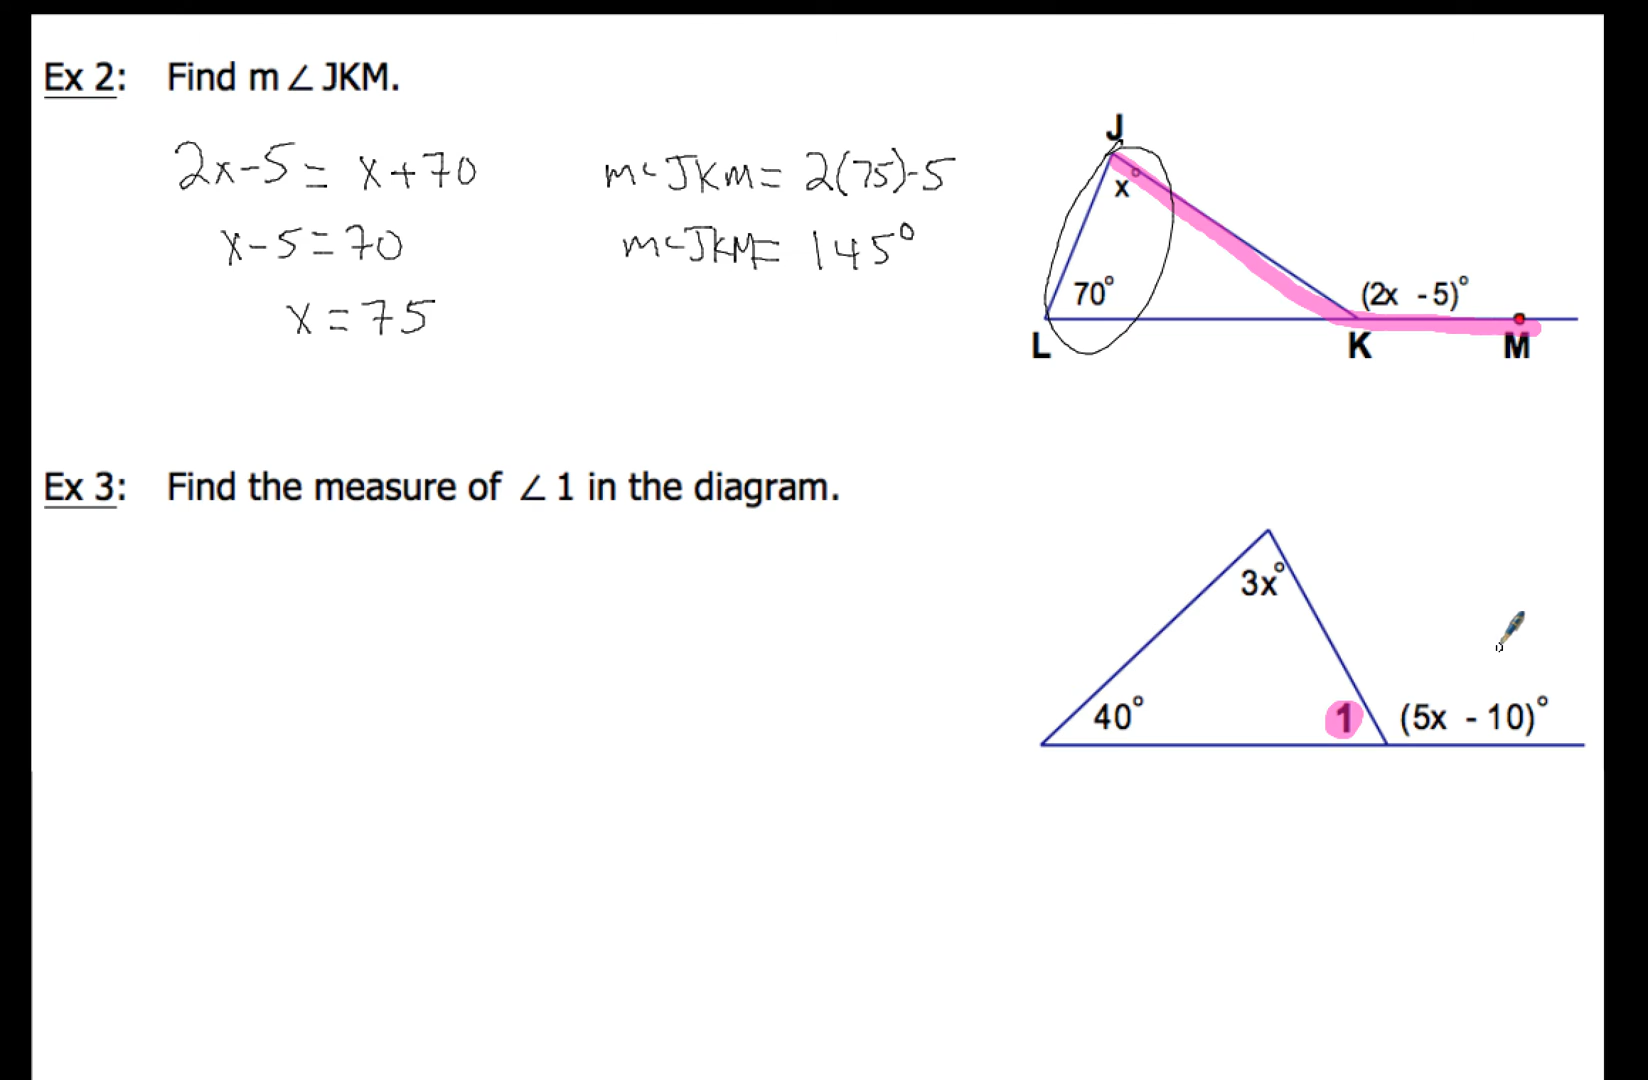 Ex 2: Find m∠JKM.
2x-5 = x+70
x-5=70
x=75
m<JKM= 2(75)-5
m<JKM= 145°
J
x°
70°
(2x - 5)°
L K M
Ex 3: Find the measure of ∠1 in the diagram.
3x°
40° 1 (5x - 10)°